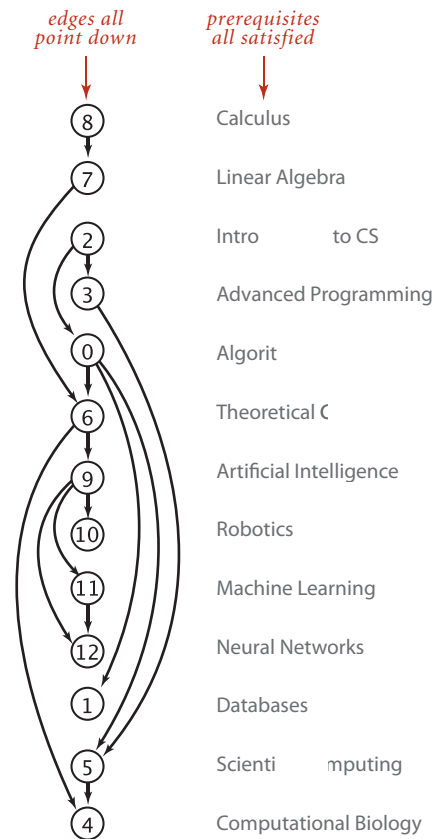 edges all
point down
prerequisites
all satisfied
8 Calculus
7 Linear Algebra
2 Intro to CS
3 Advanced Programming
0 Algorit
6 Theoretical
9 Artificial Intelligence
10 Robotics
11 Machine Learning
12 Neural Networks
1 Databases
5 Scienti mputing
4 Computational Biology